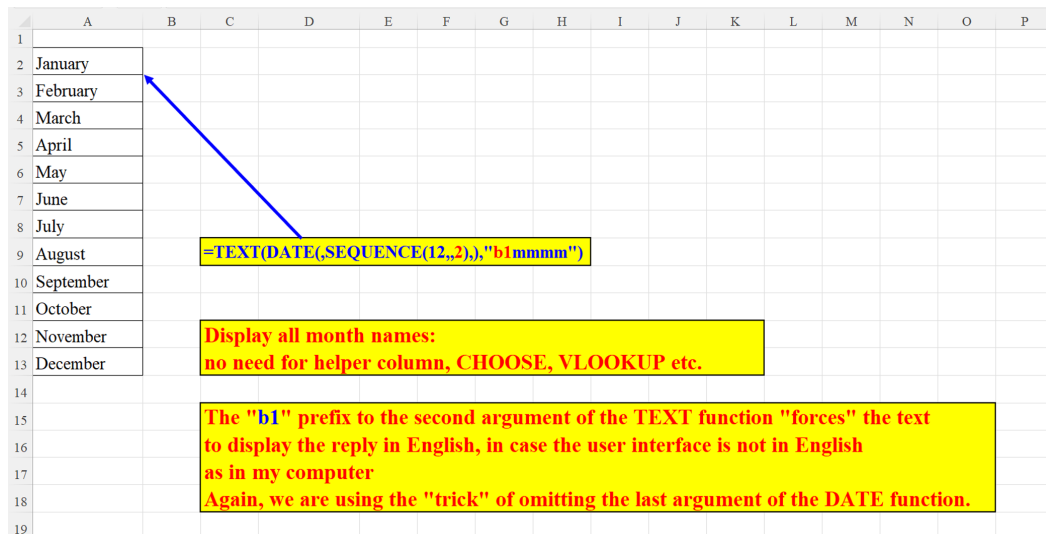 A B C D E F G H I J K L M N O P
1
2 January
3 February
4 March
5 April
6 May
7 June
8 July
9 August =TEXT(DATE(,SEQUENCE(12,,2),),"b1mmmm")
10 September
11 October
12 November Display all month names:
13 December no need for helper column, CHOOSE, VLOOKUP etc.
14
15 The "b1" prefix to the second argument of the TEXT function "forces" the text
16 to display the reply in English, in case the user interface is not in English
17 as in my computer
18 Again, we are using the "trick" of omitting the last argument of the DATE function.
19